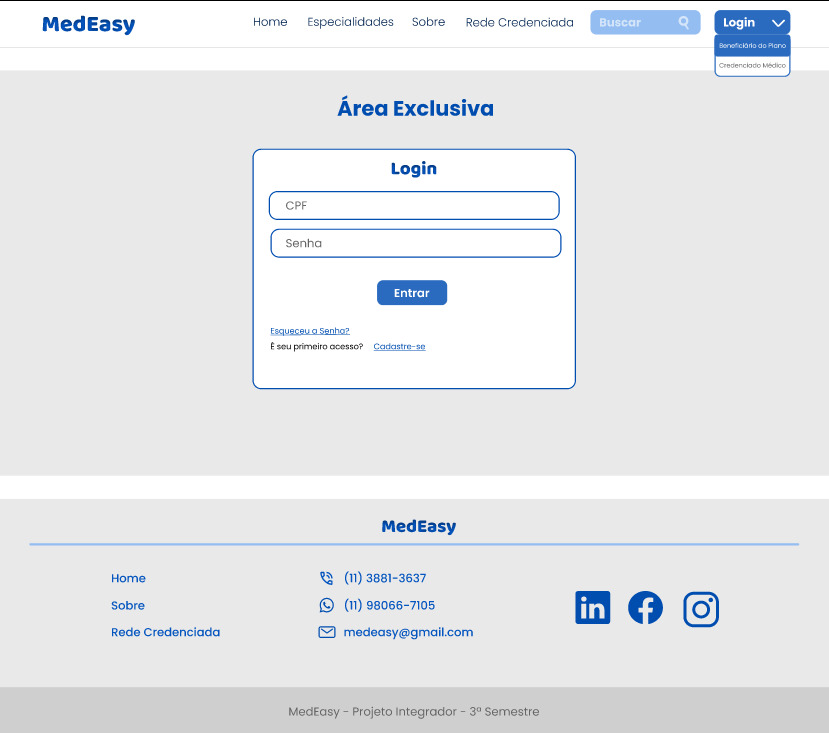 MedEasy
Home Especialidades Sobre Rede Credenciada Buscar Login
Beneficiário do Plano
Credenciado Médico
Área Exclusiva
Login
CPF
Senha
Entrar
Esqueceu a Senha?
É seu primeiro acesso? Cadastre-se
MedEasy
Home (11) 3881-3637
Sobre (11) 98066-7105
Rede Credenciada medeasy@gmail.com
MedEasy - Projeto Integrador - 3º Semestre